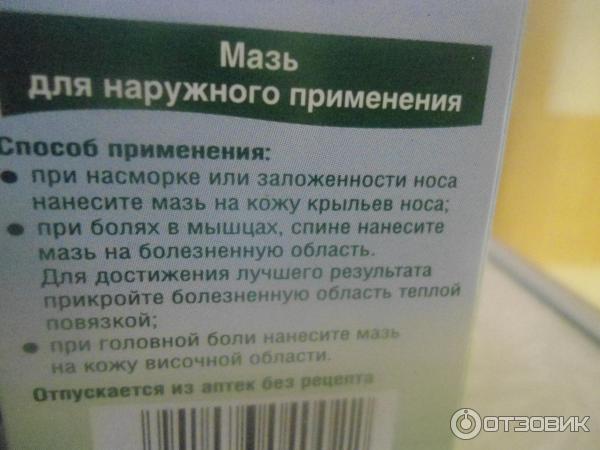 Мазь
для наружного применения
Способ применения:
• при насморке или заложенности носа
нанесите мазь на кожу крыльев носа;
• при болях в мышцах, спине нанесите
мазь на болезненную область.
Для достижения лучшего результата
прикройте болезненную область теплой
повязкой;
• при головной боли нанесите мазь
на кожу височной области.
Отпускается из аптек без рецепта
ОТЗОВИК